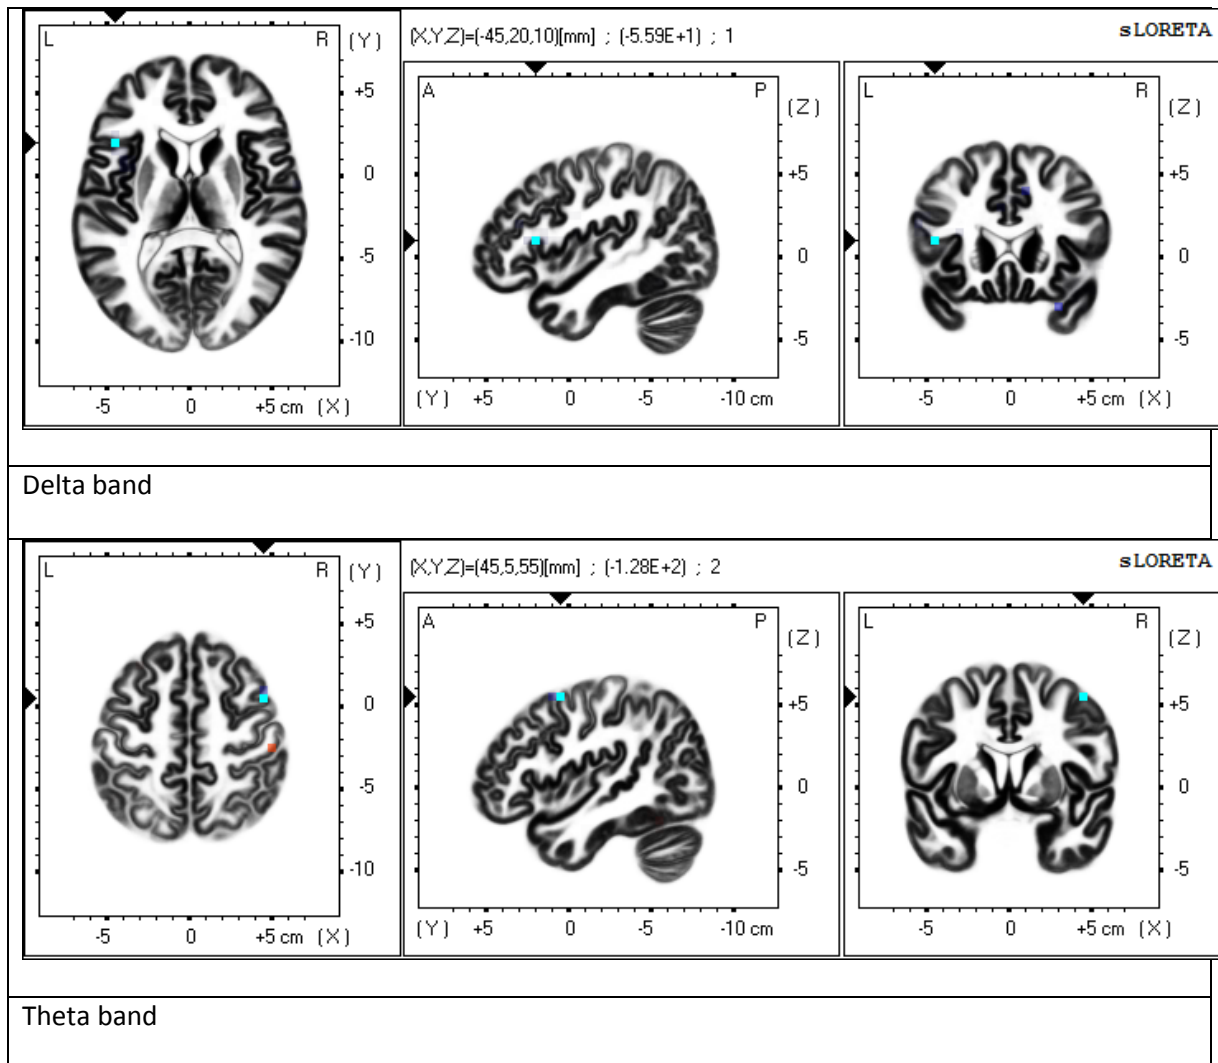 L R (Y) (X,Y,Z)=(-45,20,10)[mm] ; (-5.59E+1) ; 1 sLORETA
A P (Z) L R (Z)
+5 0 -5 -10
+5 0 -5
+5 0 -5
-5 0 +5 cm (X) (Y) +5 0 -5 -10 cm -5 0 +5 cm (X)
Delta band
L R (Y) (X,Y,Z)=(45,5,55)[mm] ; (-1.28E+2) ; 2 sLORETA
A P (Z) L R (Z)
+5 0 -5 -10
+5 0 -5
+5 0 -5
-5 0 +5 cm (X) (Y) +5 0 -5 -10 cm -5 0 +5 cm (X)
Theta band